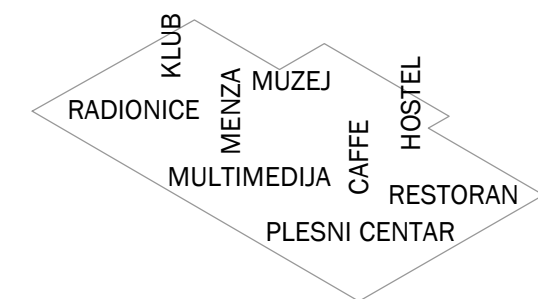 KLUB
MUZEJ
HOSTEL
RADIONICE
MENZA
CAFFE
MULTIMEDIJA
RESTORAN
PLESNI CENTAR